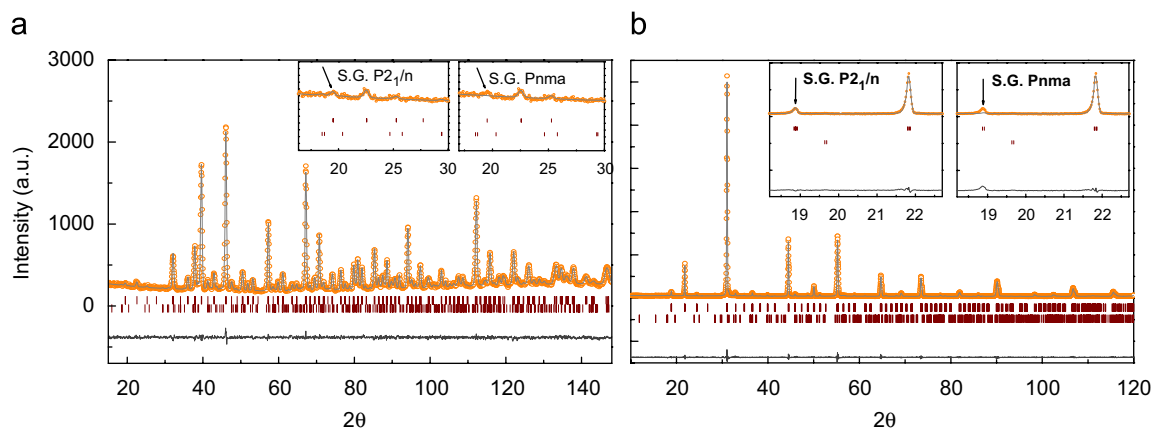 a
Intensity (a.u.)
3000
2000
1000
0
S.G. P2₁/n
S.G. Pnma
20 25 30
20 25 30
20 40 60 80 100 120 140
2θ
b
S.G. P2₁/n
S.G. Pnma
19 20 21 22
19 20 21 22
20 40 60 80 100 120
2θ